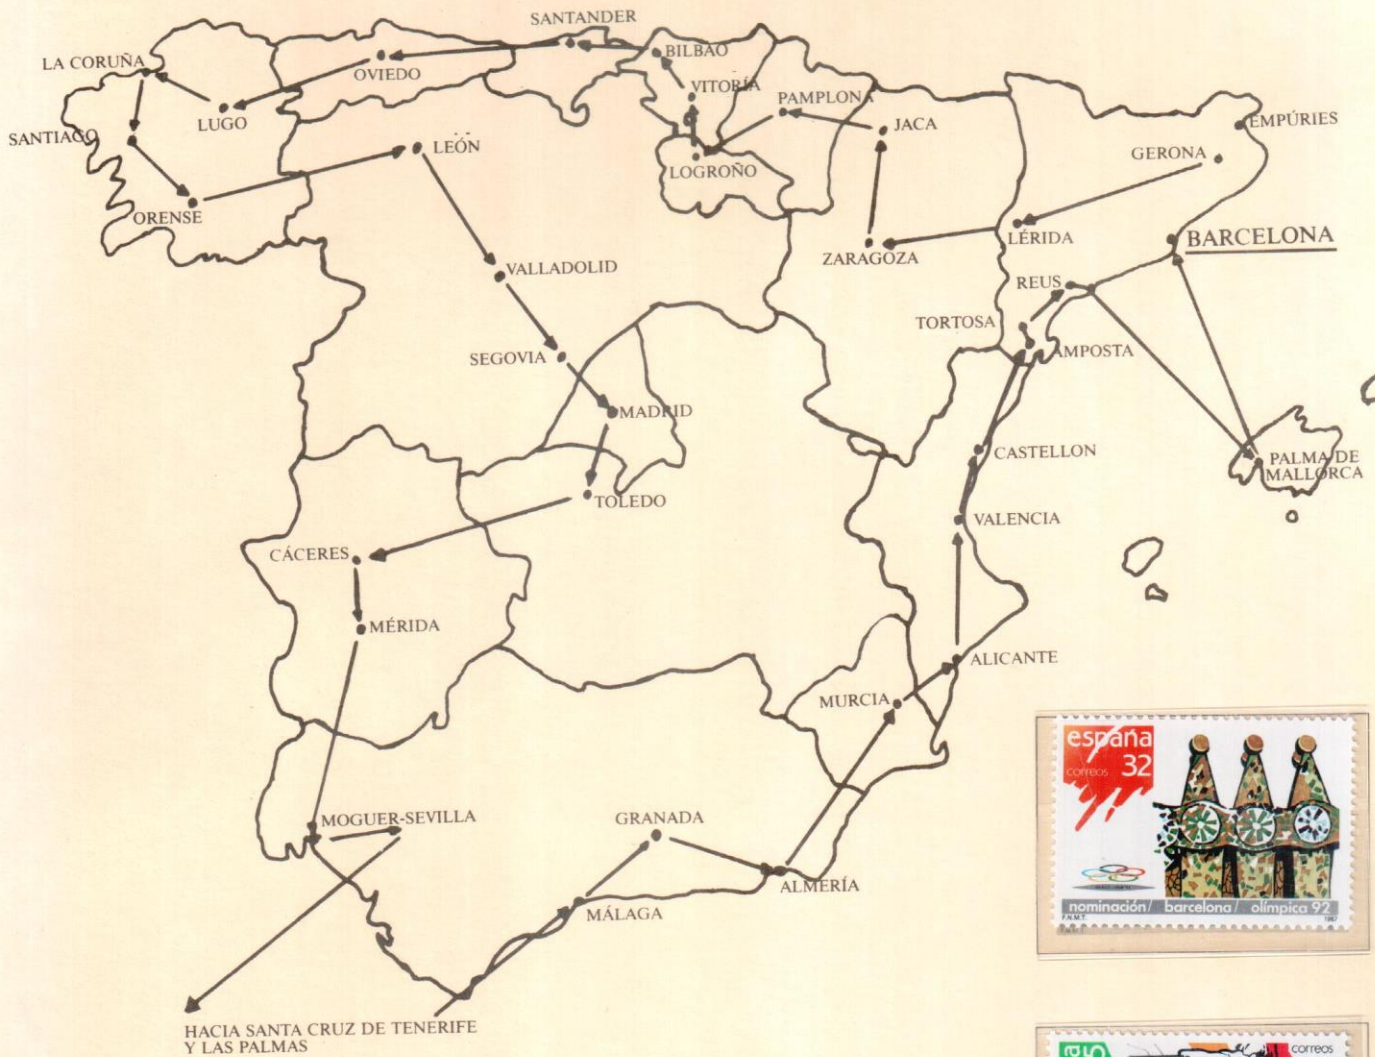 SANTANDER
BILBAO
LA CORUÑA
OVIEDO
VITORÍA
PAMPLONA
LUGO
JACA
EMPÚRIES
SANTIAGO
LEÓN
GERONA
LOGROÑO
ORENSE
LÉRIDA
BARCELONA
ZARAGOZA
VALLADOLID
REUS
TORTOSA
SEGOVIA
AMPOSTA
MADRID
CASTELLON
PALMA DE
MALLORCA
TOLEDO
VALENCIA
CÁCERES
MÉRIDA
ALICANTE
MURCIA
MOGUER-SEVILLA
GRANADA
ALMERÍA
MÁLAGA
HACIA SANTA CRUZ DE TENERIFE
Y LAS PALMAS
españa
correos 32
nominación/ barcelona/ olímpica 92
F.N.M.T. 1987
correos